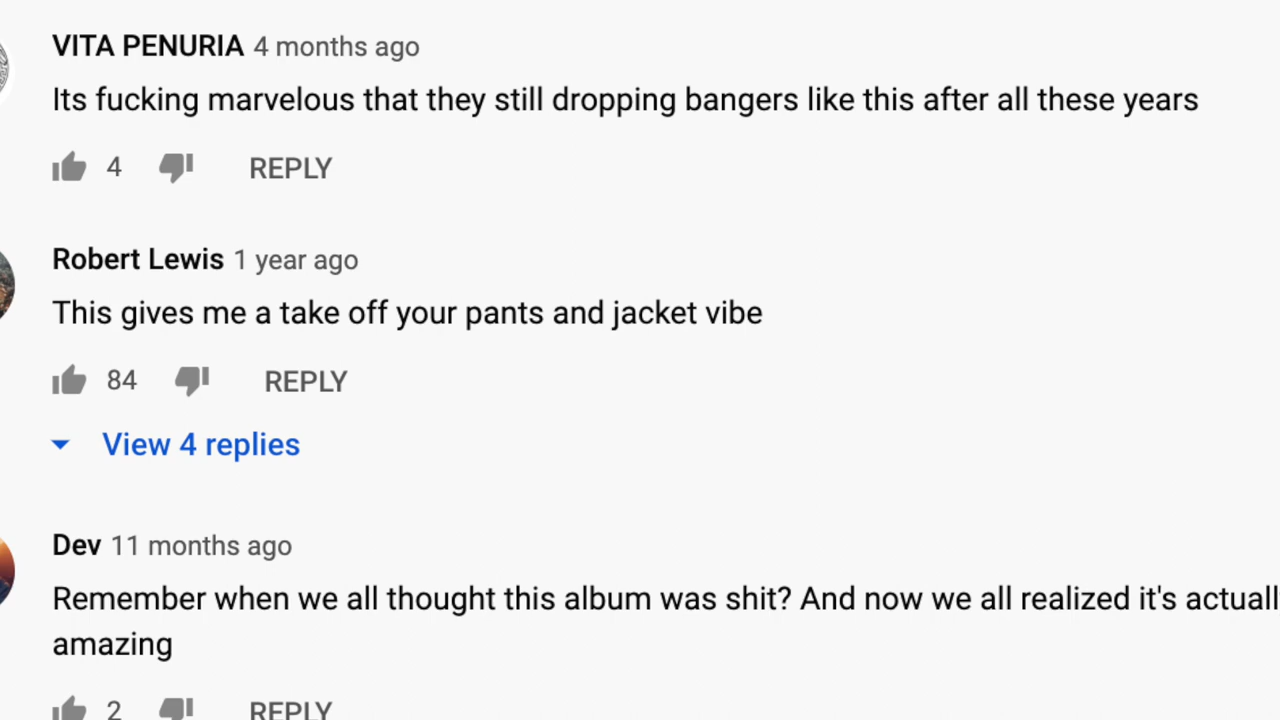 VITA PENURIA 4 months ago
Its fucking marvelous that they still dropping bangers like this after all these years
4 REPLY
Robert Lewis 1 year ago
This gives me a take off your pants and jacket vibe
84 REPLY
View 4 replies
Dev 11 months ago
Remember when we all thought this album was shit? And now we all realized it's actuall
amazing
2 REPLY